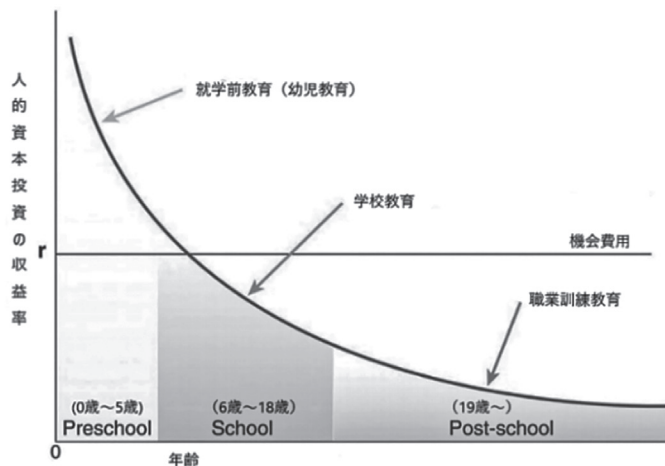 人的資本投資の収益率
就学前教育（幼児教育）
学校教育
r
機会費用
職業訓練教育
(0歳～5歳)
Preschool
(6歳～18歳)
School
(19歳～)
Post-school
0
年齢